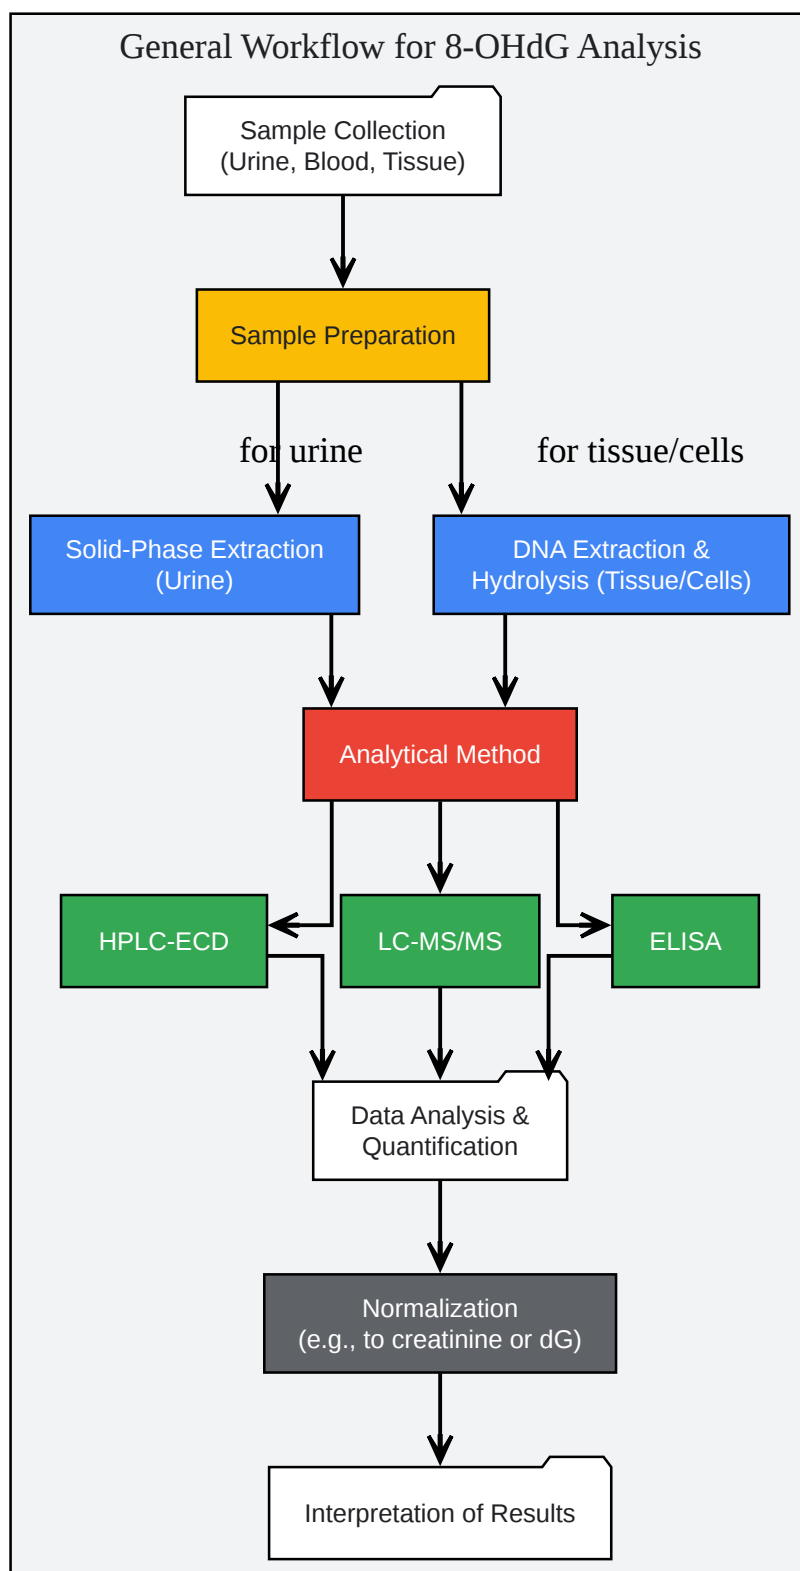 General Workflow for 8-OHdG Analysis
Sample Collection
(Urine, Blood, Tissue)
Sample Preparation
for urine
for tissue/cells
Solid-Phase Extraction
(Urine)
DNA Extraction &
Hydrolysis (Tissue/Cells)
Analytical Method
HPLC-ECD
LC-MS/MS
ELISA
Data Analysis &
Quantification
Normalization
(e.g., to creatinine or dG)
Interpretation of Results